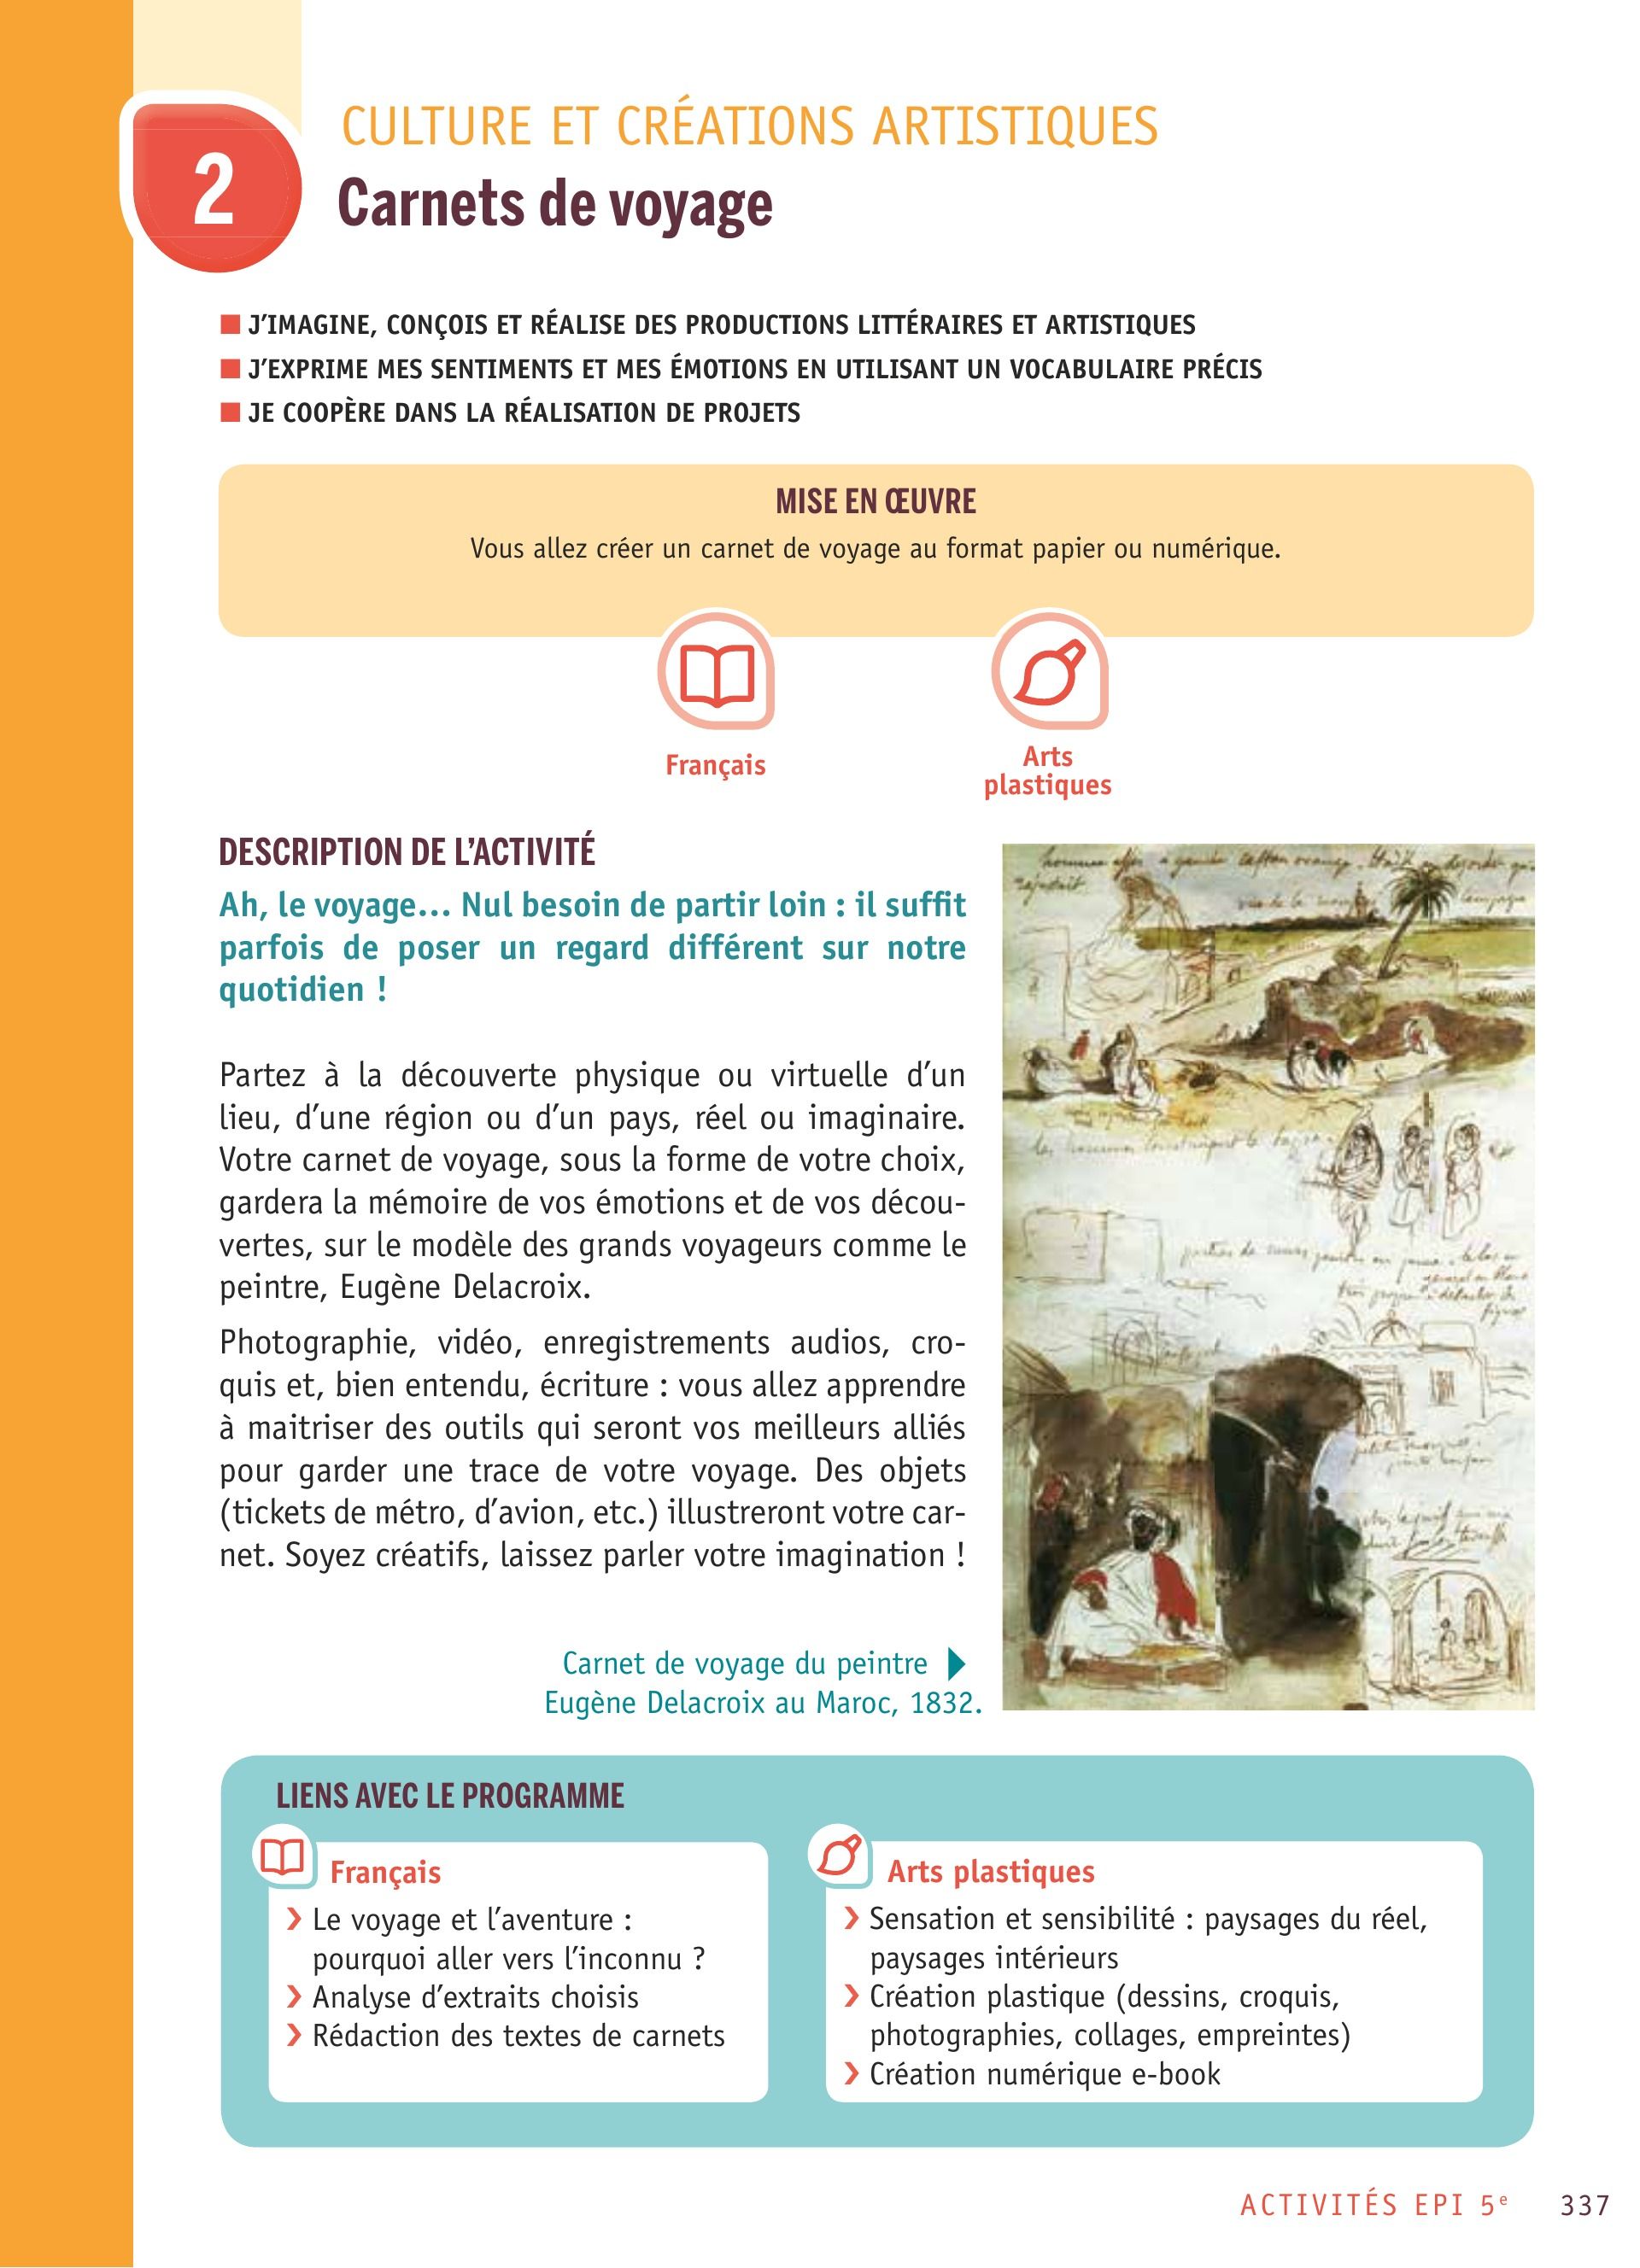 2
CULTURE ET CRÉATIONS ARTISTIQUES
Carnets de voyage
J’IMAGINE, CONÇOIS ET RÉALISE DES PRODUCTIONS LITTÉRAIRES ET ARTISTIQUES
J’EXPRIME MES SENTIMENTS ET MES ÉMOTIONS EN UTILISANT UN VOCABULAIRE PRÉCIS
JE COOPÈRE DANS LA RÉALISATION DE PROJETS
MISE EN ŒUVRE
Vous allez créer un carnet de voyage au format papier ou numérique.
Français
Arts
plastiques
DESCRIPTION DE L’ACTIVITÉ
Ah, le voyage… Nul besoin de partir loin : il suffit
parfois de poser un regard différent sur notre
quotidien !
Partez à la découverte physique ou virtuelle d’un
lieu, d’une région ou d’un pays, réel ou imaginaire.
Votre carnet de voyage, sous la forme de votre choix,
gardera la mémoire de vos émotions et de vos décou-
vertes, sur le modèle des grands voyageurs comme le
peintre, Eugène Delacroix.
Photographie, vidéo, enregistrements audios, cro-
quis et, bien entendu, écriture : vous allez apprendre
à maitriser des outils qui seront vos meilleurs alliés
pour garder une trace de votre voyage. Des objets
(tickets de métro, d’avion, etc.) illustreront votre car-
net. Soyez créatifs, laissez parler votre imagination !
Carnet de voyage du peintre
Eugène Delacroix au Maroc, 1832.
LIENS AVEC LE PROGRAMME
Français
Le voyage et l’aventure :
pourquoi aller vers l’inconnu ?
Analyse d’extraits choisis
Rédaction des textes de carnets
Arts plastiques
Sensation et sensibilité : paysages du réel,
paysages intérieurs
Création plastique (dessins, croquis,
photographies, collages, empreintes)
Création numérique e-book
ACTIVITÉS EPI 5e 337